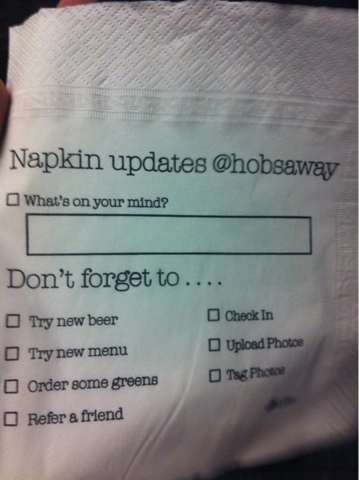 Napkin updates @hobsaway
What's on your mind?
Don't forget to ....
Try new beer
Try new menu
Order some greens
Refer a friend
Check In
Upload Photos
Tag Photos